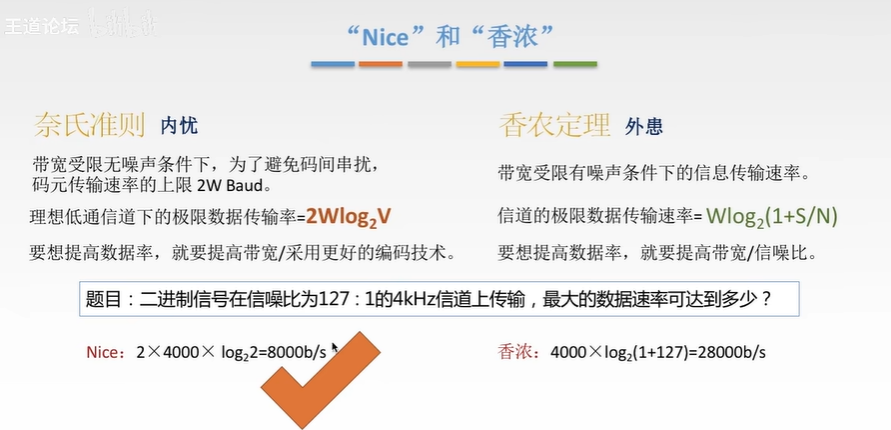 王道论坛
“Nice”和“香浓”
奈氏准则 内忧
带宽受限无噪声条件下，为了避免码间串扰，
码元传输速率的上限 2W Baud。
理想低通信道下的极限数据传输率=2Wlog₂V
要想提高数据率，就要提高带宽/采用更好的编码技术。
香农定理 外患
带宽受限有噪声条件下的信息传输速率。
信道的极限数据传输速率= Wlog₂(1+S/N)
要想提高数据率，就要提高带宽/信噪比。
题目：二进制信号在信噪比为127：1的4kHz信道上传输，最大的数据速率可达到多少？
Nice：2×4000× log₂2=8000b/s
香浓：4000×log₂(1+127)=28000b/s